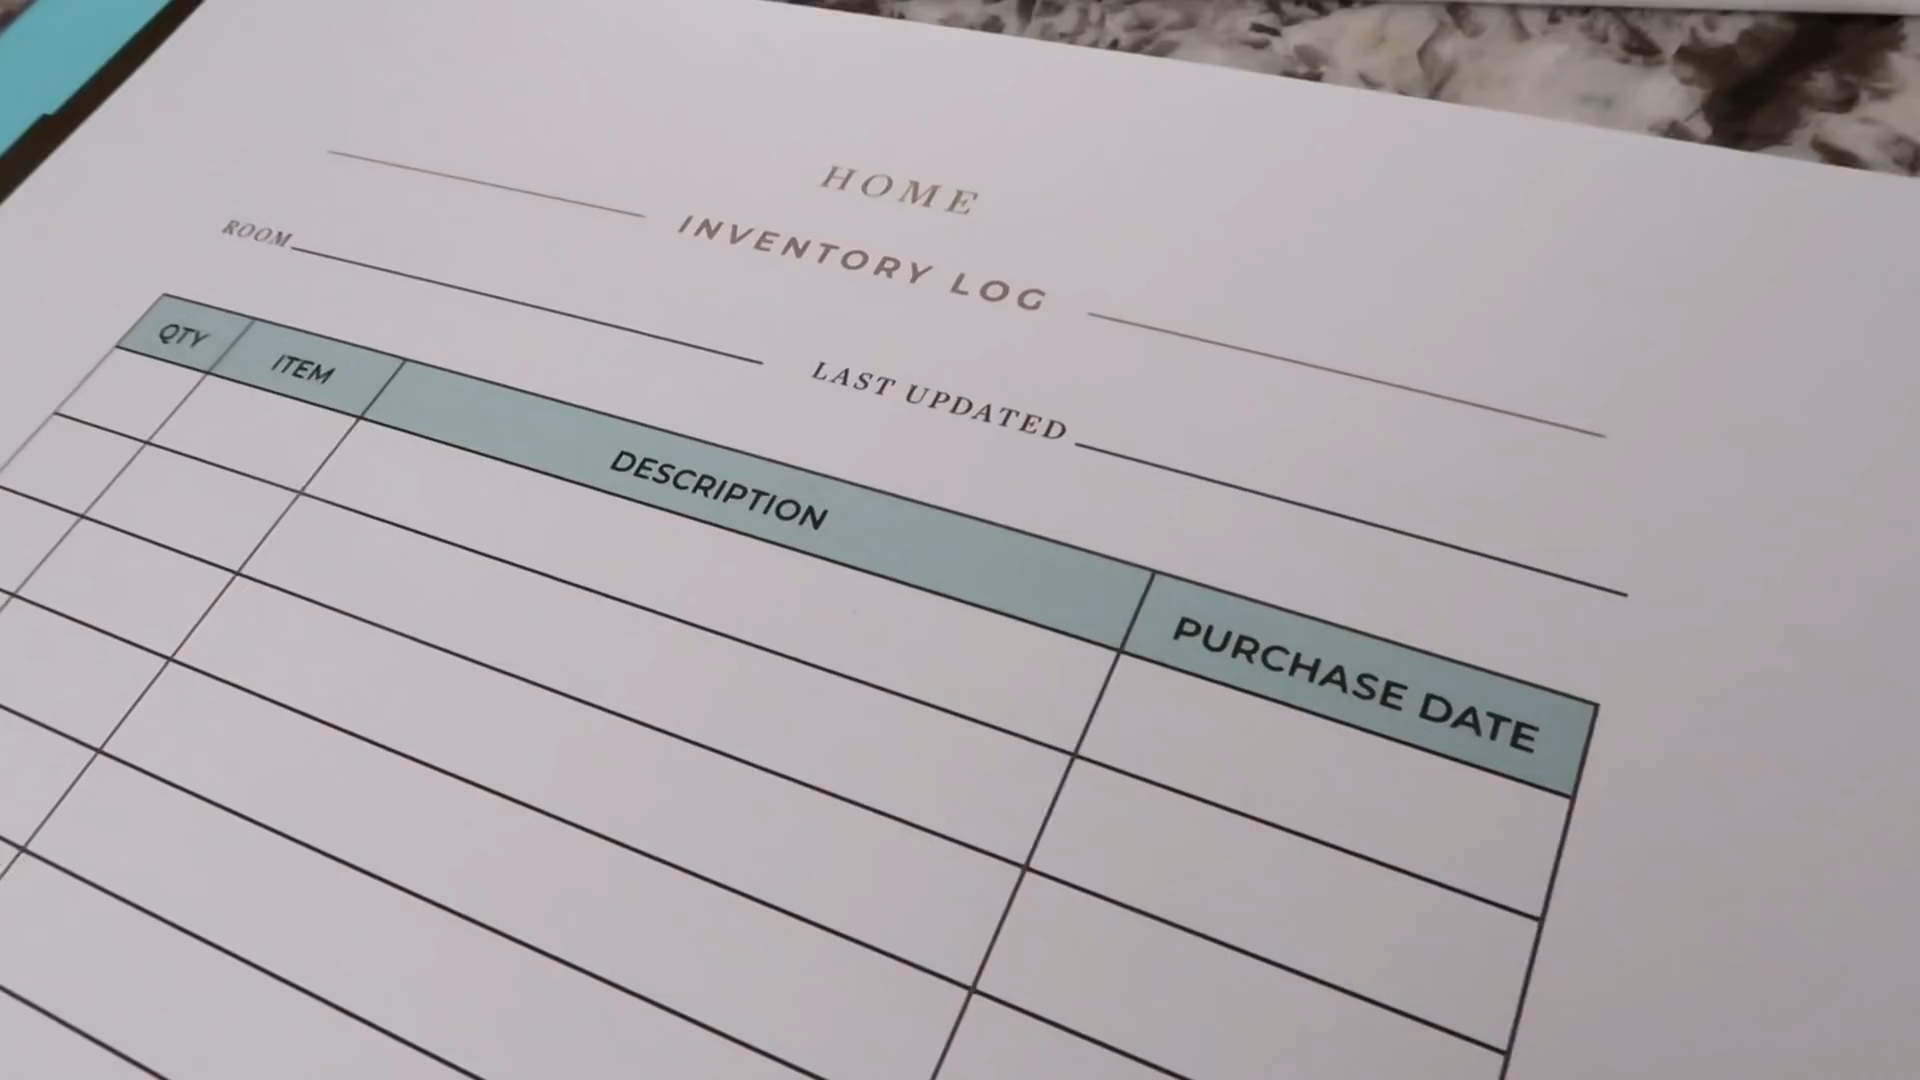 HOME
INVENTORY LOG
ROOM
LAST UPDATED
QTY ITEM DESCRIPTION PURCHASE DATE